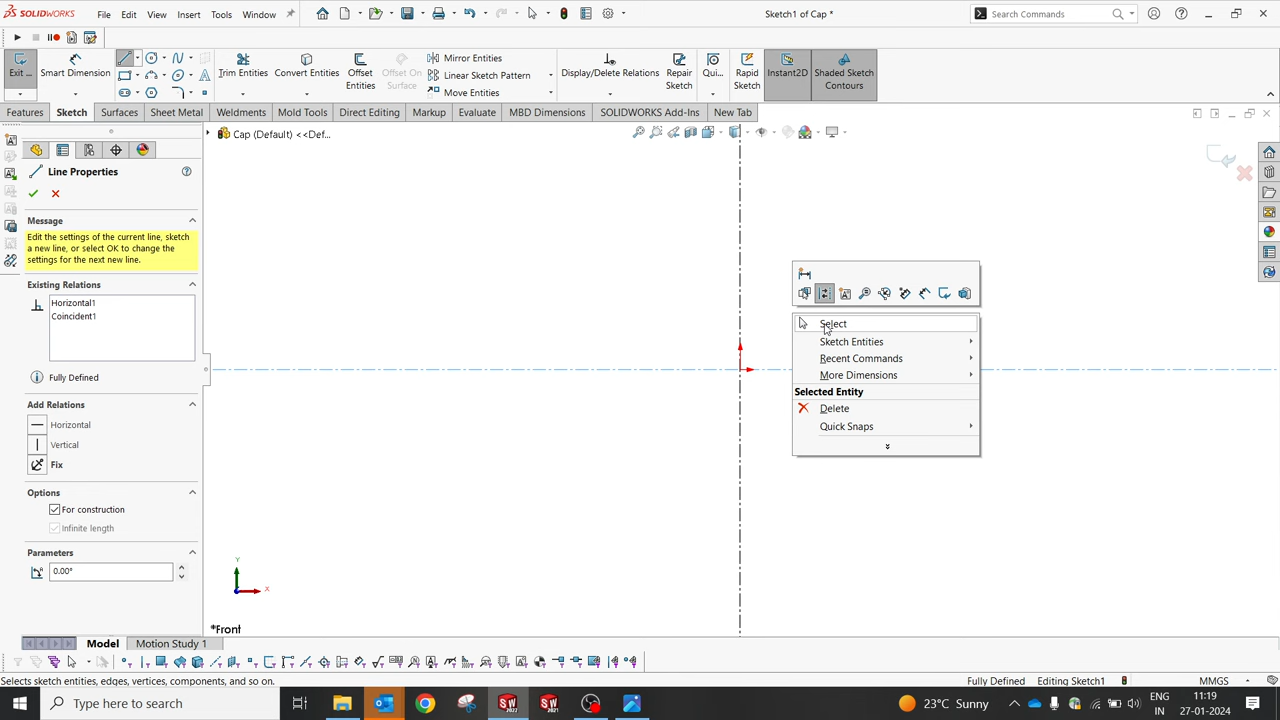 SOLIDWORKS File Edit View Insert Tools Window Sketch1 of Cap * Search Commands
Exit ... Smart Dimension Trim Entities Convert Entities Offset Entities Offset On Surface Mirror Entities Linear Sketch Pattern Move Entities Display/Delete Relations Repair Sketch Qui... Rapid Sketch Instant2D Shaded Sketch Contours
Features Sketch Surfaces Sheet Metal Weldments Mold Tools Direct Editing Markup Evaluate MBD Dimensions SOLIDWORKS Add-Ins New Tab
Cap (Default) <<Def...
Line Properties
Message
Edit the settings of the current line, sketch
a new line, or select OK to change the
settings for the next new line.
Existing Relations
Horizontal1
Coincident1
Fully Defined
Add Relations
Horizontal
Vertical
Fix
Options
For construction
Infinite length
Parameters
0.00°
Select
Sketch Entities
Recent Commands
More Dimensions
Selected Entity
Delete
Quick Snaps
Y
X
*Front
Model Motion Study 1
Selects sketch entities, edges, vertices, components, and so on. Fully Defined Editing Sketch1 MMGS
Type here to search
SW 2022
SW 2021
23°C Sunny
ENG
IN
11:19
27-01-2024